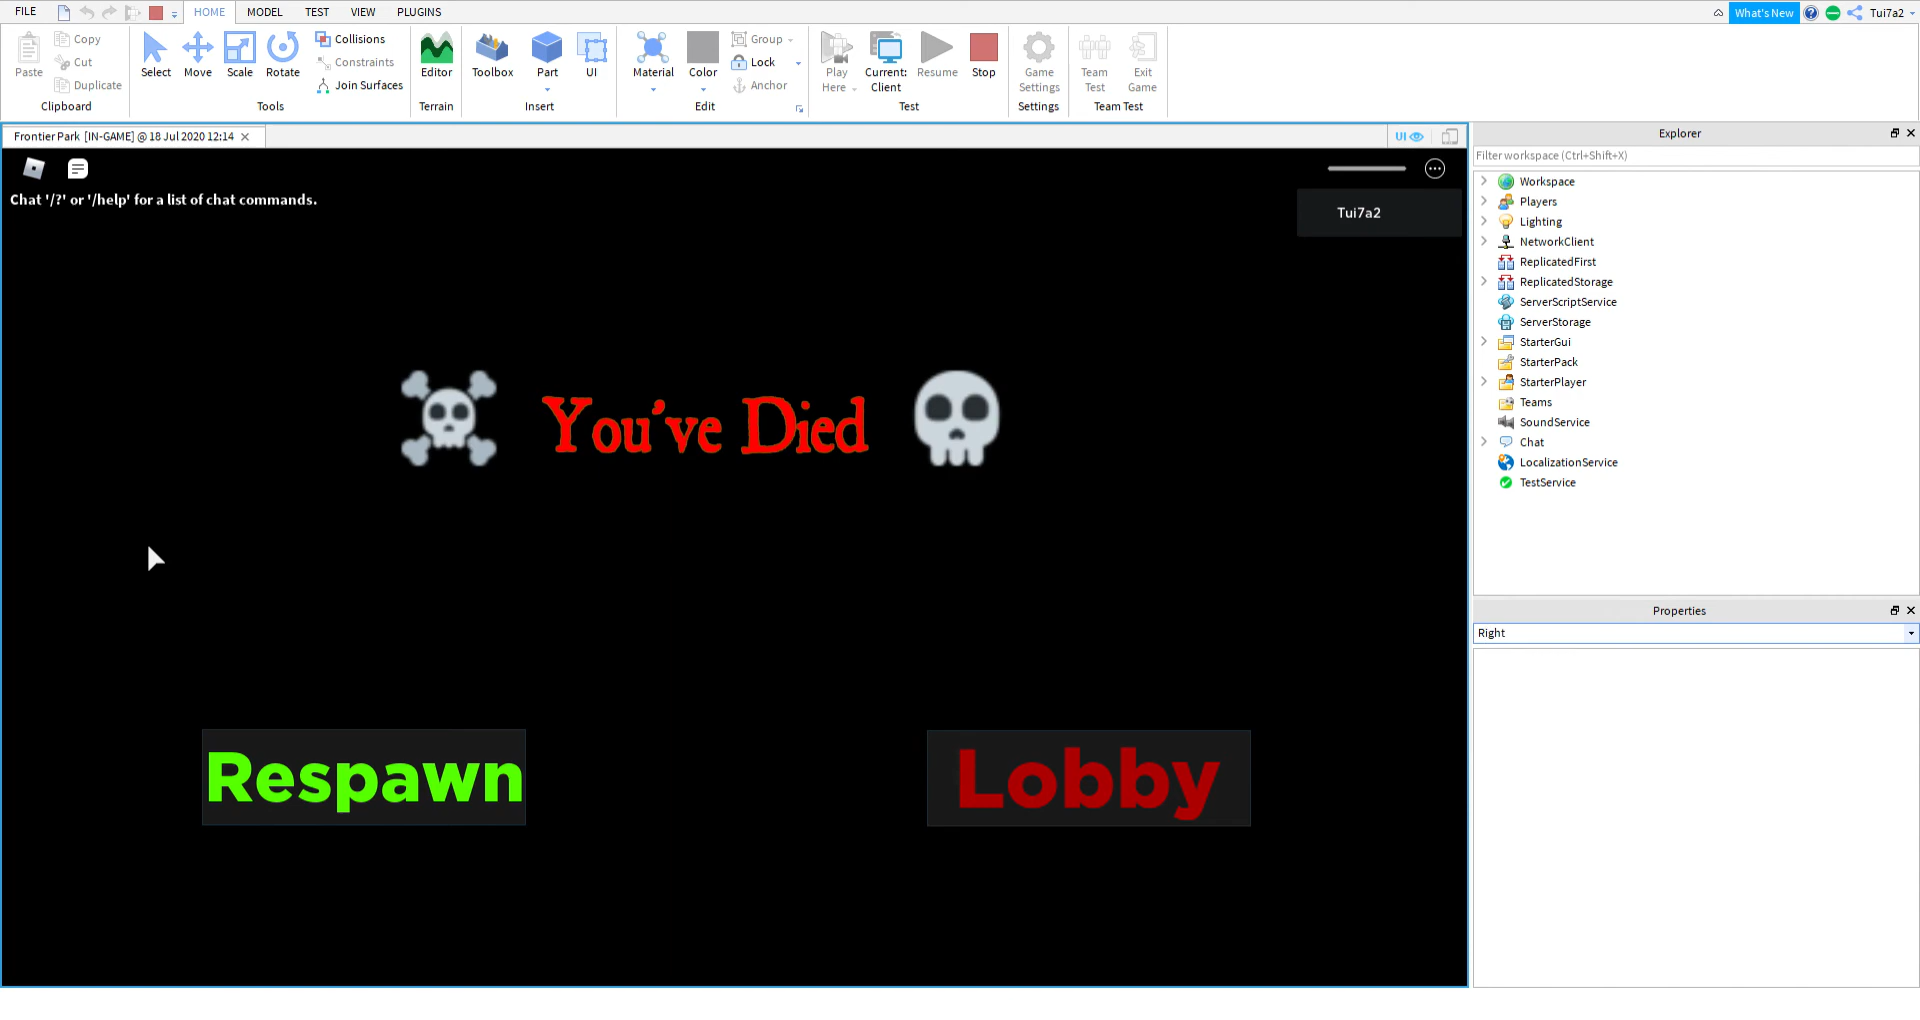 FILE HOME MODEL TEST VIEW PLUGINS What's New Tui7a2
Paste Copy Cut Duplicate
Select Move Scale Rotate Collisions Constraints Join Surfaces
Editor Toolbox Part UI
Material Color Group Lock Anchor
Play Here Current: Client Resume Stop
Game Settings Team Test Exit Game
Clipboard Tools Terrain Insert Edit Test Settings Team Test
Frontier Park [IN-GAME] @ 18 Jul 2020 12:14 UI
Chat '/?' or '/help' for a list of chat commands.
Tui7a2
You've Died
Respawn
Lobby
Explorer
Filter workspace (Ctrl+Shift+X)
Workspace
Players
Lighting
NetworkClient
ReplicatedFirst
ReplicatedStorage
ServerScriptService
ServerStorage
StarterGui
StarterPack
StarterPlayer
Teams
SoundService
Chat
LocalizationService
TestService
Properties
Right